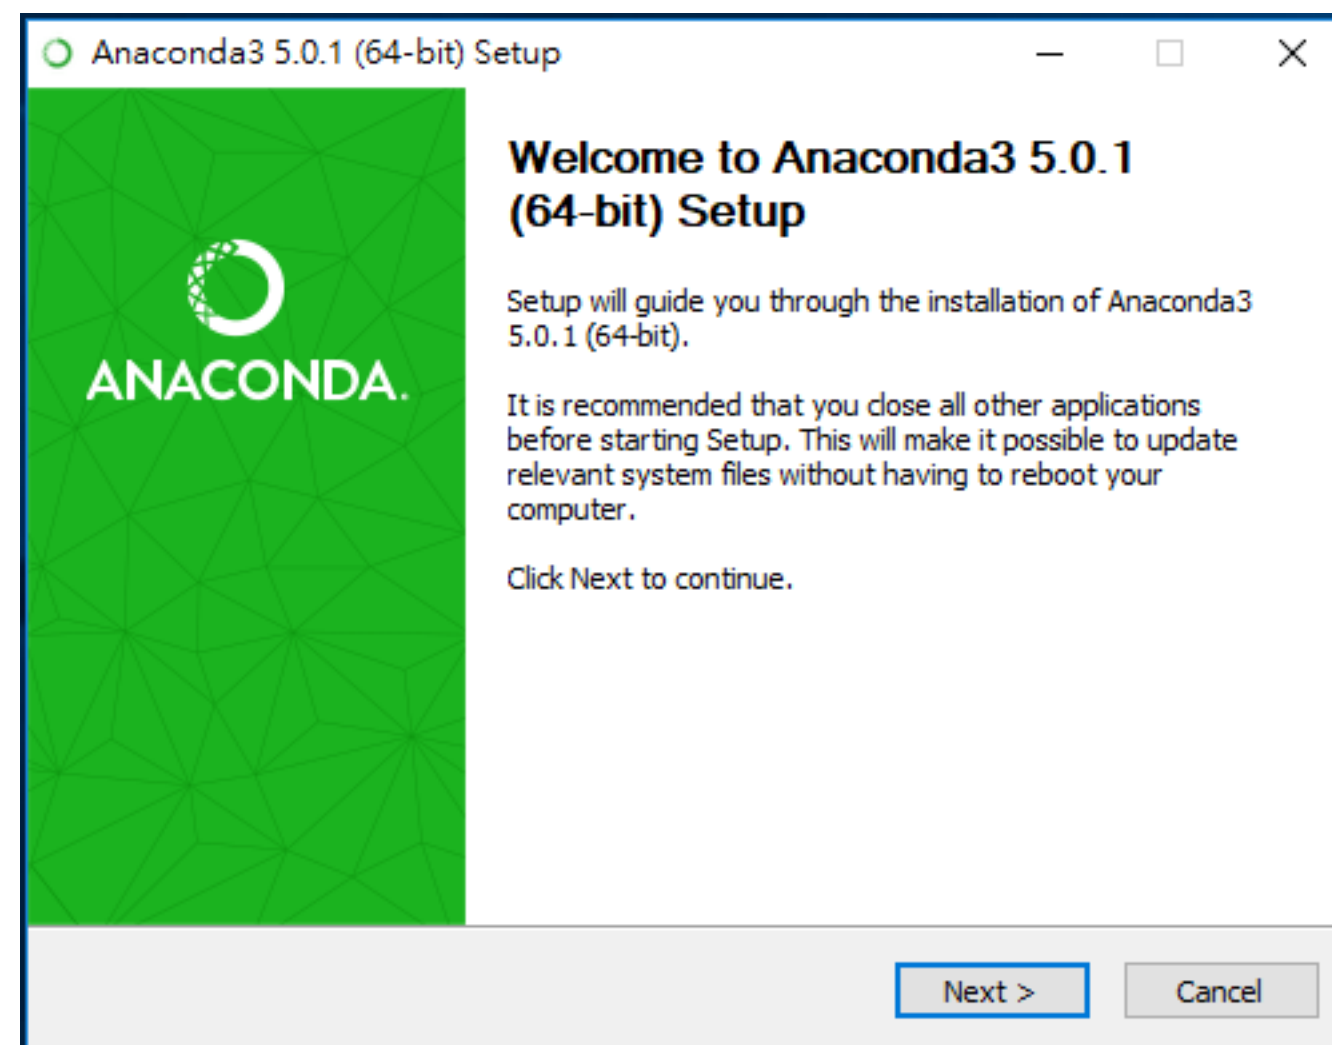 Anaconda3 5.0.1 (64-bit) Setup
Welcome to Anaconda3 5.0.1
(64-bit) Setup
ANACONDA.
Setup will guide you through the installation of Anaconda3
5.0.1 (64-bit).
It is recommended that you close all other applications
before starting Setup. This will make it possible to update
relevant system files without having to reboot your
computer.
Click Next to continue.
Next >
Cancel